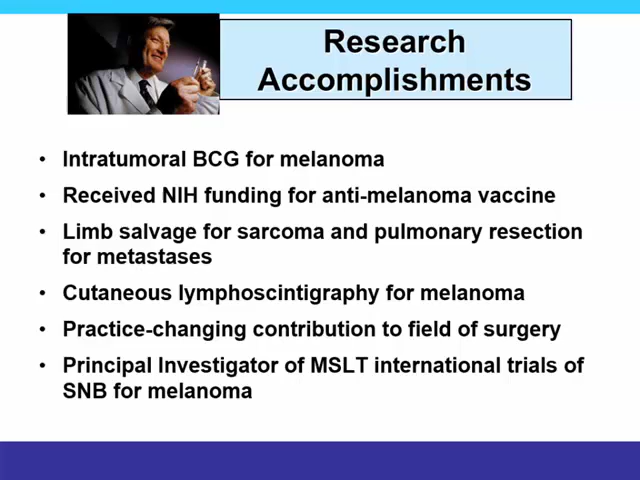 Research
Accomplishments
• Intratumoral BCG for melanoma
• Received NIH funding for anti-melanoma vaccine
• Limb salvage for sarcoma and pulmonary resection
for metastases
• Cutaneous lymphoscintigraphy for melanoma
• Practice-changing contribution to field of surgery
• Principal Investigator of MSLT international trials of
SNB for melanoma